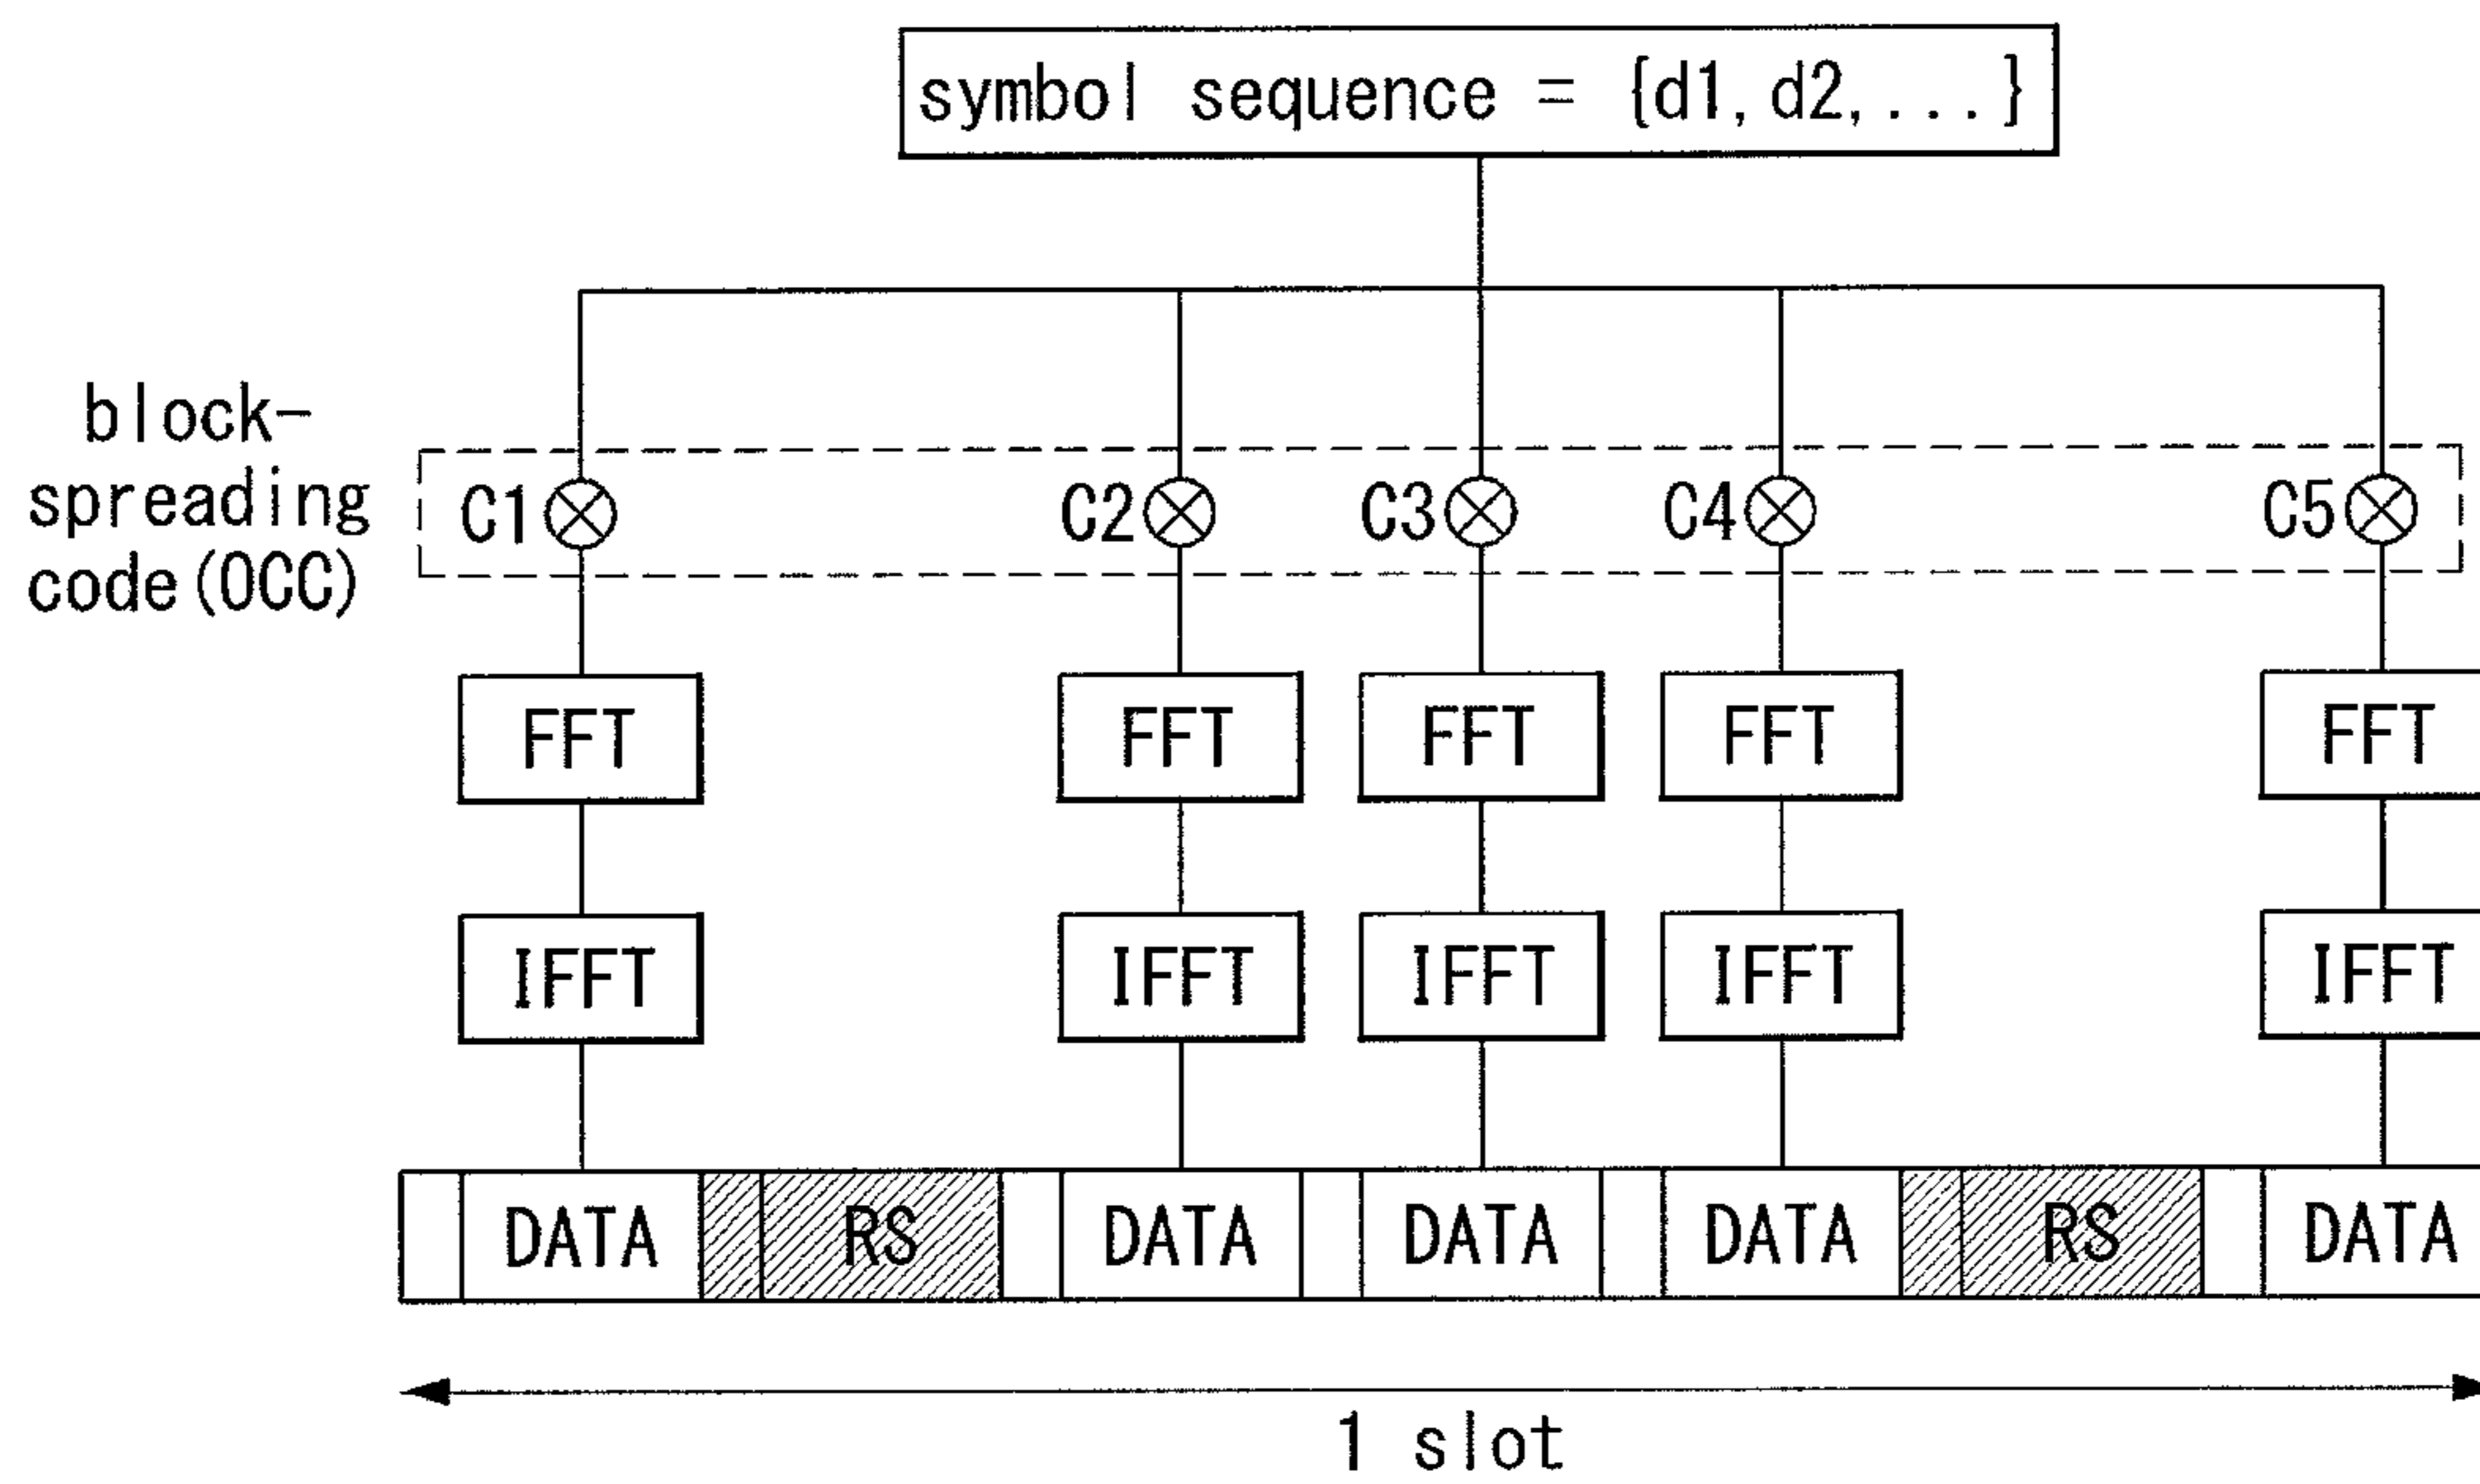 symbol sequence = {d1, d2, ...}
block-
spreading
code(OCC)
C1 C2 C3 C4 C5
FFT FFT FFT FFT FFT
IFFT IFFT IFFT IFFT IFFT
DATA RS DATA DATA DATA RS DATA
1 slot